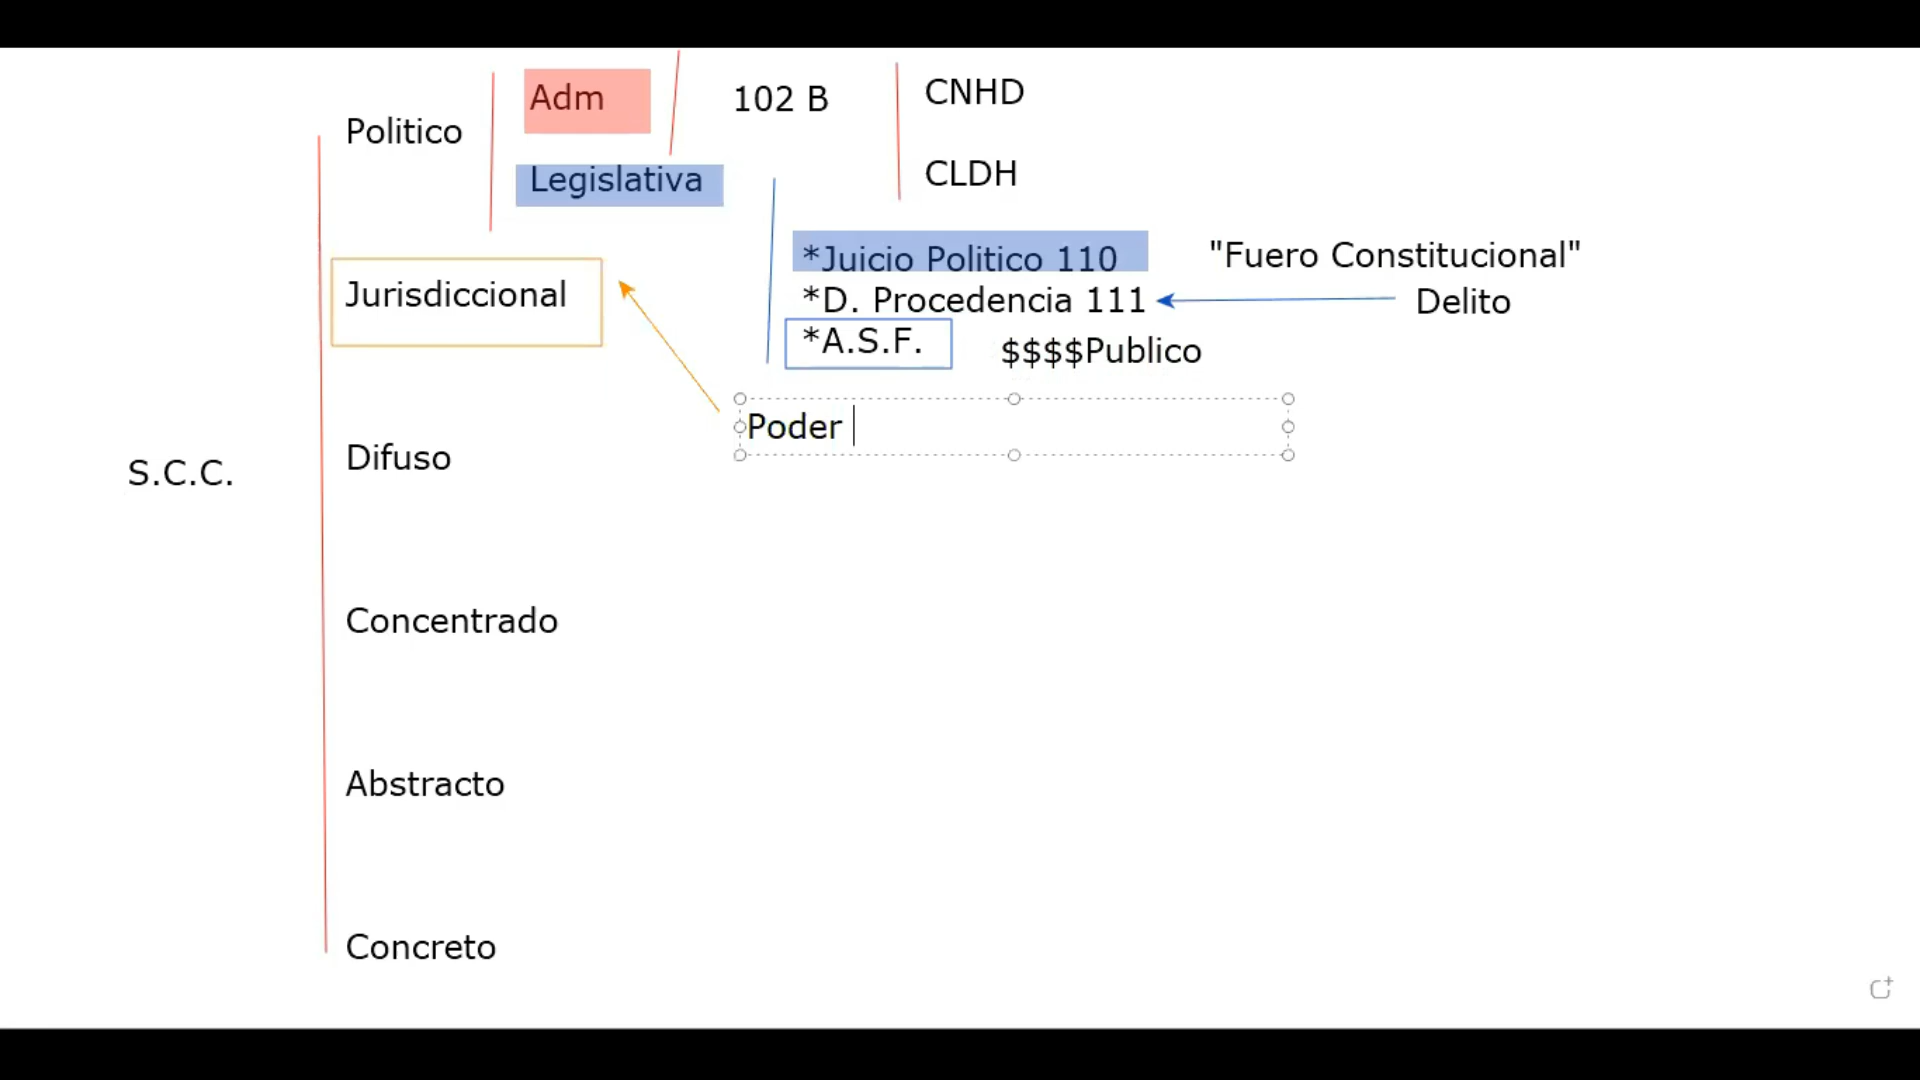 Politico
Adm
102 B
CNHD
CLDH
Legislativa
*Juicio Politico 110
*D. Procedencia 111
*A.S.F.
"Fuero Constitucional"
Delito
$$$$Publico
Jurisdiccional
Poder
S.C.C.
Difuso
Concentrado
Abstracto
Concreto